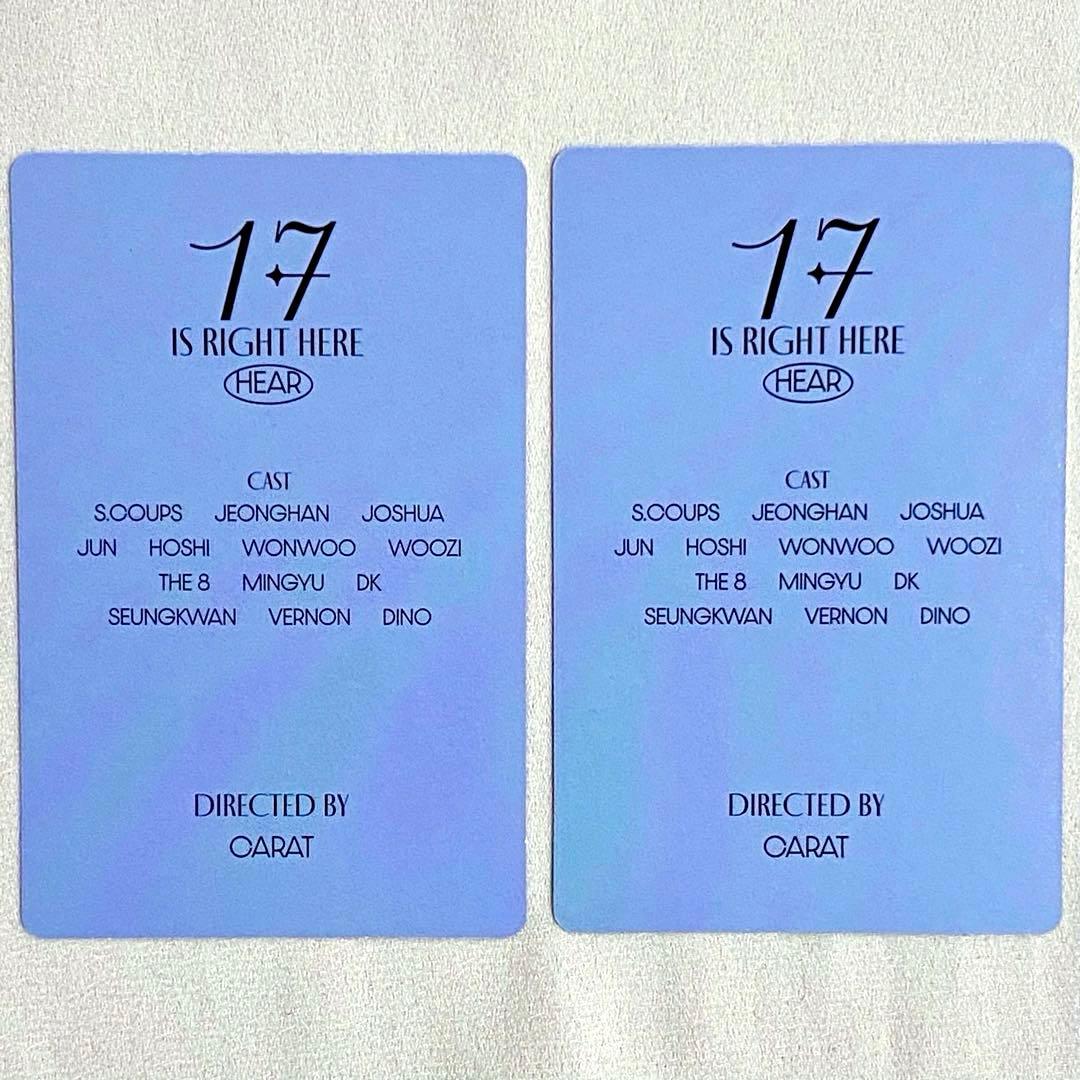 17
IS RIGHT HERE
HEAR
CAST
S.COUPS JEONGHAN JOSHUA
JUN HOSHI WONWOO WOOZI
THE 8 MINGYU DK
SEUNGKWAN VERNON DINO
DIRECTED BY
CARAT
17
IS RIGHT HERE
HEAR
CAST
S.COUPS JEONGHAN JOSHUA
JUN HOSHI WONWOO WOOZI
THE 8 MINGYU DK
SEUNGKWAN VERNON DINO
DIRECTED BY
CARAT